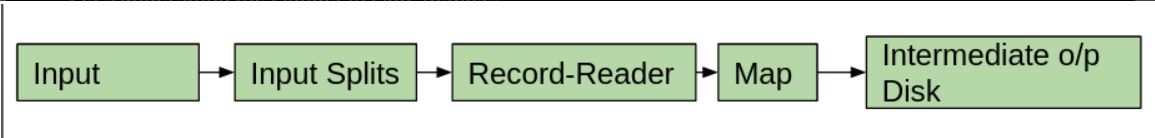 Input
Input Splits
Record-Reader
Map
Intermediate o/p
Disk